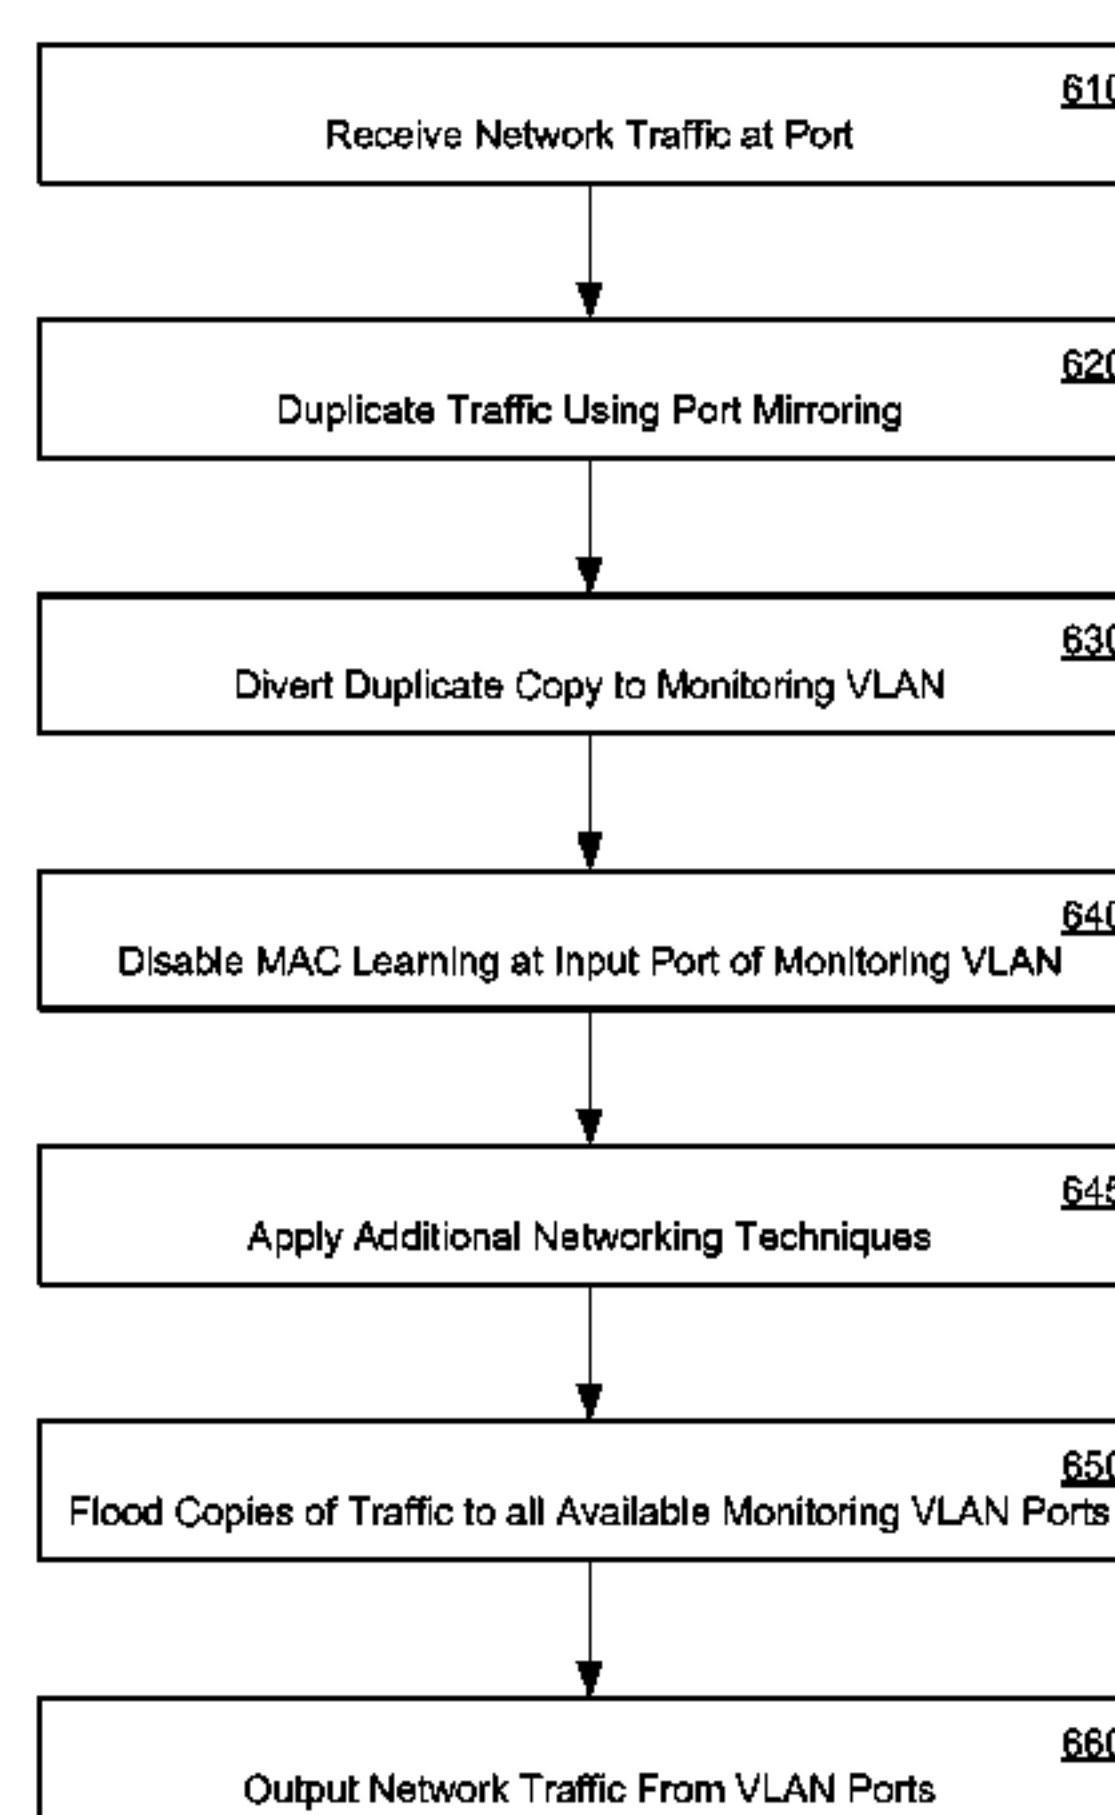 610
Receive Network Traffic at Port
620
Duplicate Traffic Using Port Mirroring
630
Divert Duplicate Copy to Monitoring VLAN
640
Disable MAC Learning at Input Port of Monitoring VLAN
645
Apply Additional Networking Techniques
650
Flood Copies of Traffic to all Available Monitoring VLAN Ports
660
Output Network Traffic From VLAN Ports